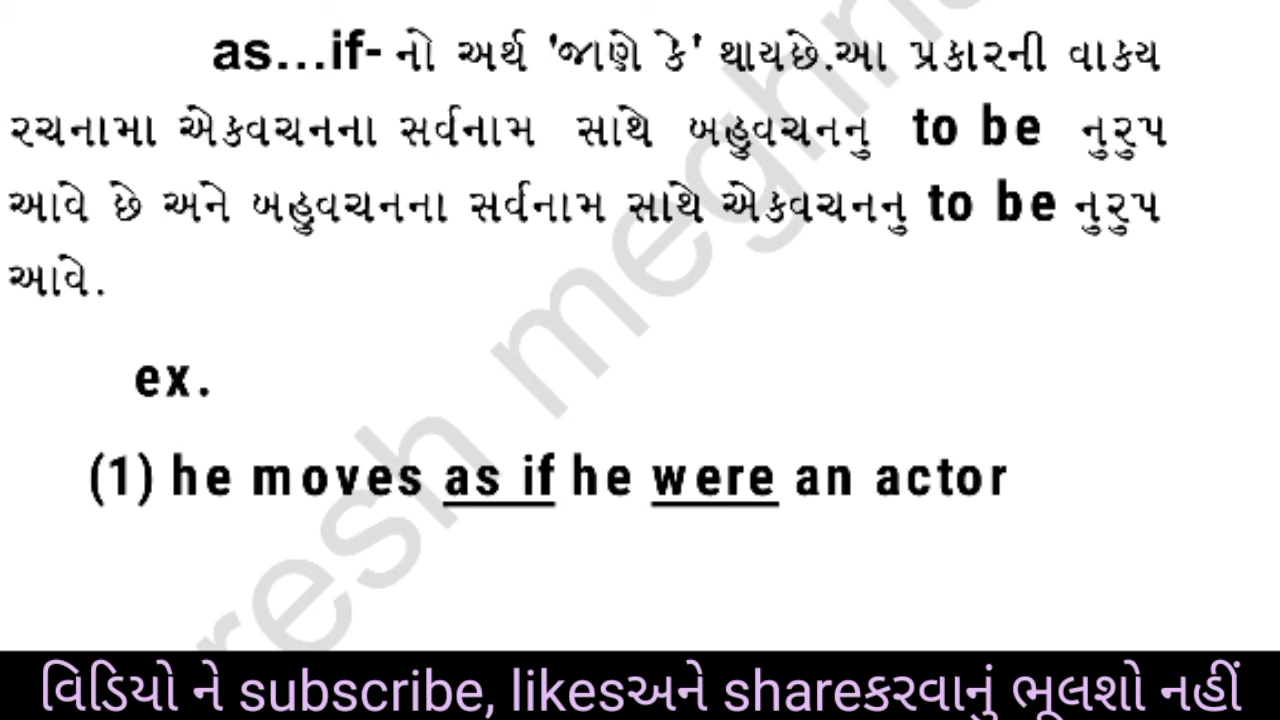 as...if- નો અર્થ 'જાણે કે' થાયછે.આ પ્રકારની વાક્ય
રચનામા એકવચનના સર્વનામ સાથે બહુવચનનુ to be નુરુપ
આવે છે અને બહુવચનના સર્વનામ સાથે એકવચનનુ to be નુરુપ
આવે.
ex.
(1) he moves as if he were an actor
resh meghn
વિડિયો ને subscribe, likesઅને shareકરવાનું ભૂલશો નહીં